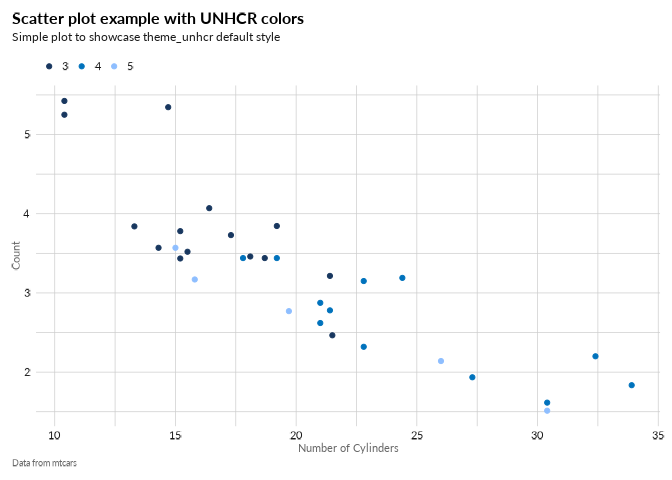 Scatter plot example with UNHCR colors
Simple plot to showcase theme_unhcr default style
3 4 5
5
4
3
2
Count
10 15 20 25 30 35
Number of Cylinders
Data from mtcars